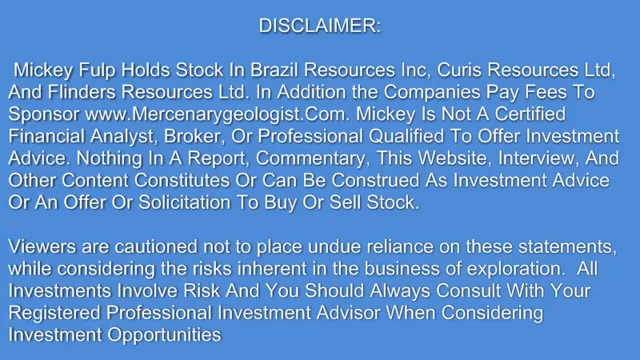 DISCLAIMER:
Mickey Fulp Holds Stock In Brazil Resources Inc, Curis Resources Ltd,
And Flinders Resources Ltd. In Addition the Companies Pay Fees To
Sponsor www.Mercenarygeologist.Com. Mickey Is Not A Certified
Financial Analyst, Broker, Or Professional Qualified To Offer Investment
Advice. Nothing In A Report, Commentary, This Website, Interview, And
Other Content Constitutes Or Can Be Construed As Investment Advice
Or An Offer Or Solicitation To Buy Or Sell Stock.
Viewers are cautioned not to place undue reliance on these statements,
while considering the risks inherent in the business of exploration.  All
Investments Involve Risk And You Should Always Consult With Your
Registered Professional Investment Advisor When Considering
Investment Opportunities